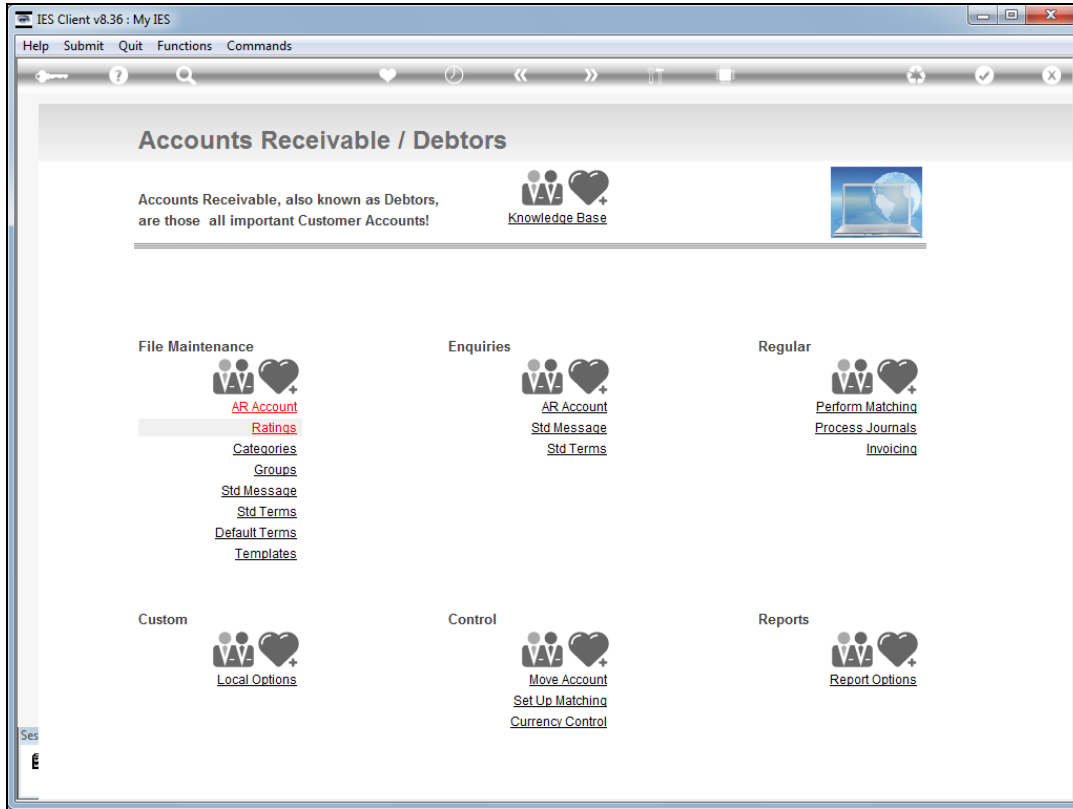 IES Client v8.36 : My IES
Help Submit Quit Functions Commands
Accounts Receivable / Debtors
Accounts Receivable, also known as Debtors,
are those all important Customer Accounts!
Knowledge Base
File Maintenance
AR Account
Ratings
Categories
Groups
Std Message
Std Terms
Default Terms
Templates
Enquiries
AR Account
Std Message
Std Terms
Regular
Perform Matching
Process Journals
Invoicing
Custom
Local Options
Control
Move Account
Set Up Matching
Currency Control
Reports
Report Options
Ses